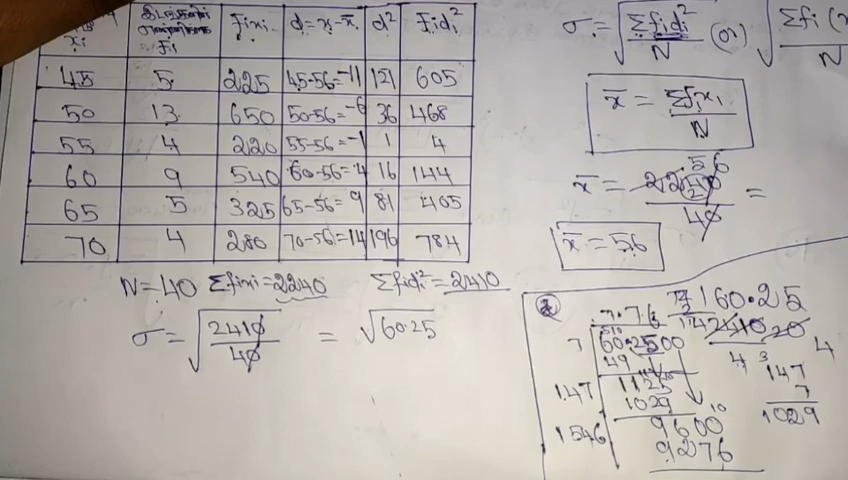 xi fi fixi d=x-x̄ d² fidi²
45 5 225 45-56=-11 121 605
50 13 650 50-56=-6 36 468
55 4 220 55-56=-1 1 4
60 9 540 60-56=4 16 144
65 5 325 65-56=9 81 405
70 4 280 70-56=14 196 784
N=40 Σfixi=2240 Σfidi²=2410
σ=√2410/40 = √60.25
σ=√Σfidi²/N (or) √Σfi(x
N
x̄ = Σfixi/N
x̄ = 2240/40 =
56
x̄ = 56
7.76
7 60.2500
49
147 1125
1029
1546 9600
9276
60.25
4
147
7
1029